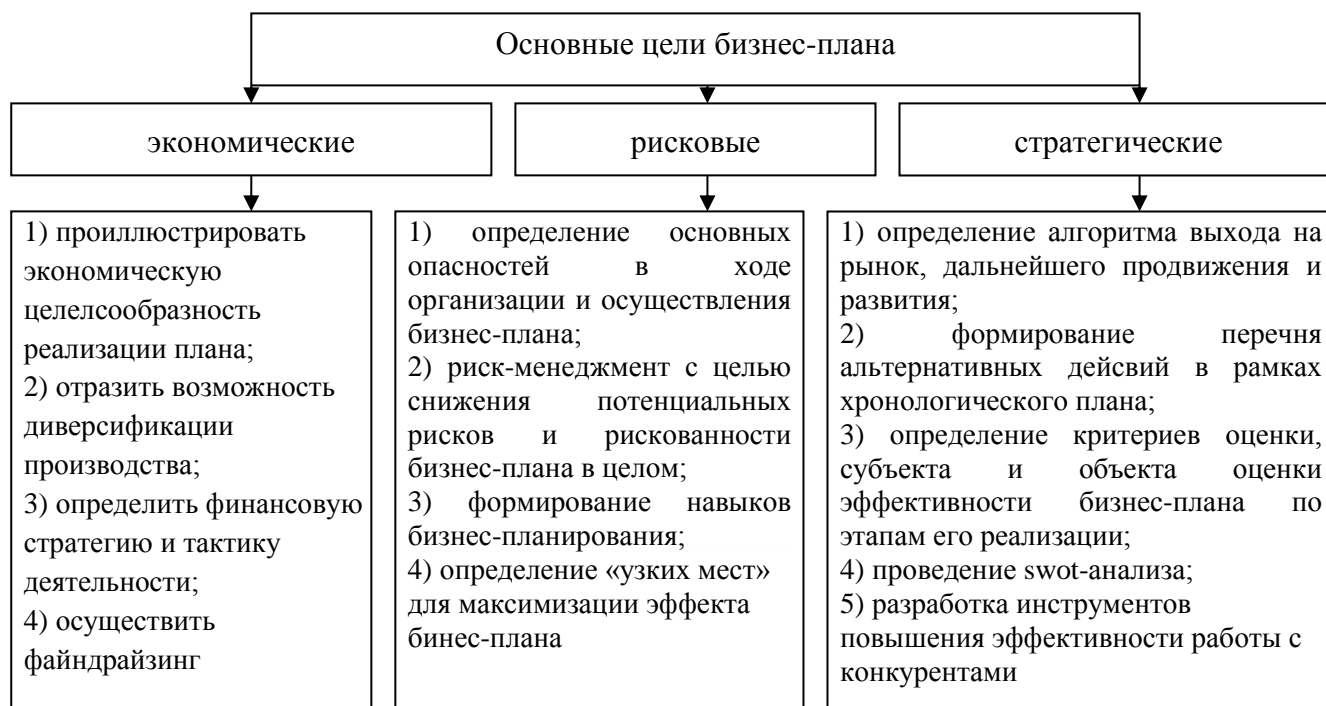 Основные цели бизнес-плана
экономические
рисковые
стратегические
1) проиллюстрировать
экономическую
целелсообразность
реализации плана;
2) отразить возможность
диверсификации
производства;
3) определить финансовую
стратегию и тактику
деятельности;
4) осуществить
файндрайзинг
1) определение основных
опасностей в ходе
организации и осуществления
бизнес-плана;
2) риск-менеджмент с целью
снижения потенциальных
рисков и рискованности
бизнес-плана в целом;
3) формирование навыков
бизнес-планирования;
4) определение «узких мест»
для максимизации эффекта
бинес-плана
1) определение алгоритма выхода на
рынок, дальнейшего продвижения и
развития;
2) формирование перечня
альтернативных дейсвий в рамках
хронологического плана;
3) определение критериев оценки,
субъекта и объекта оценки
эффективности бизнес-плана по
этапам его реализации;
4) проведение swot-анализа;
5) разработка инструментов
повышения эффективности работы с
конкурентами